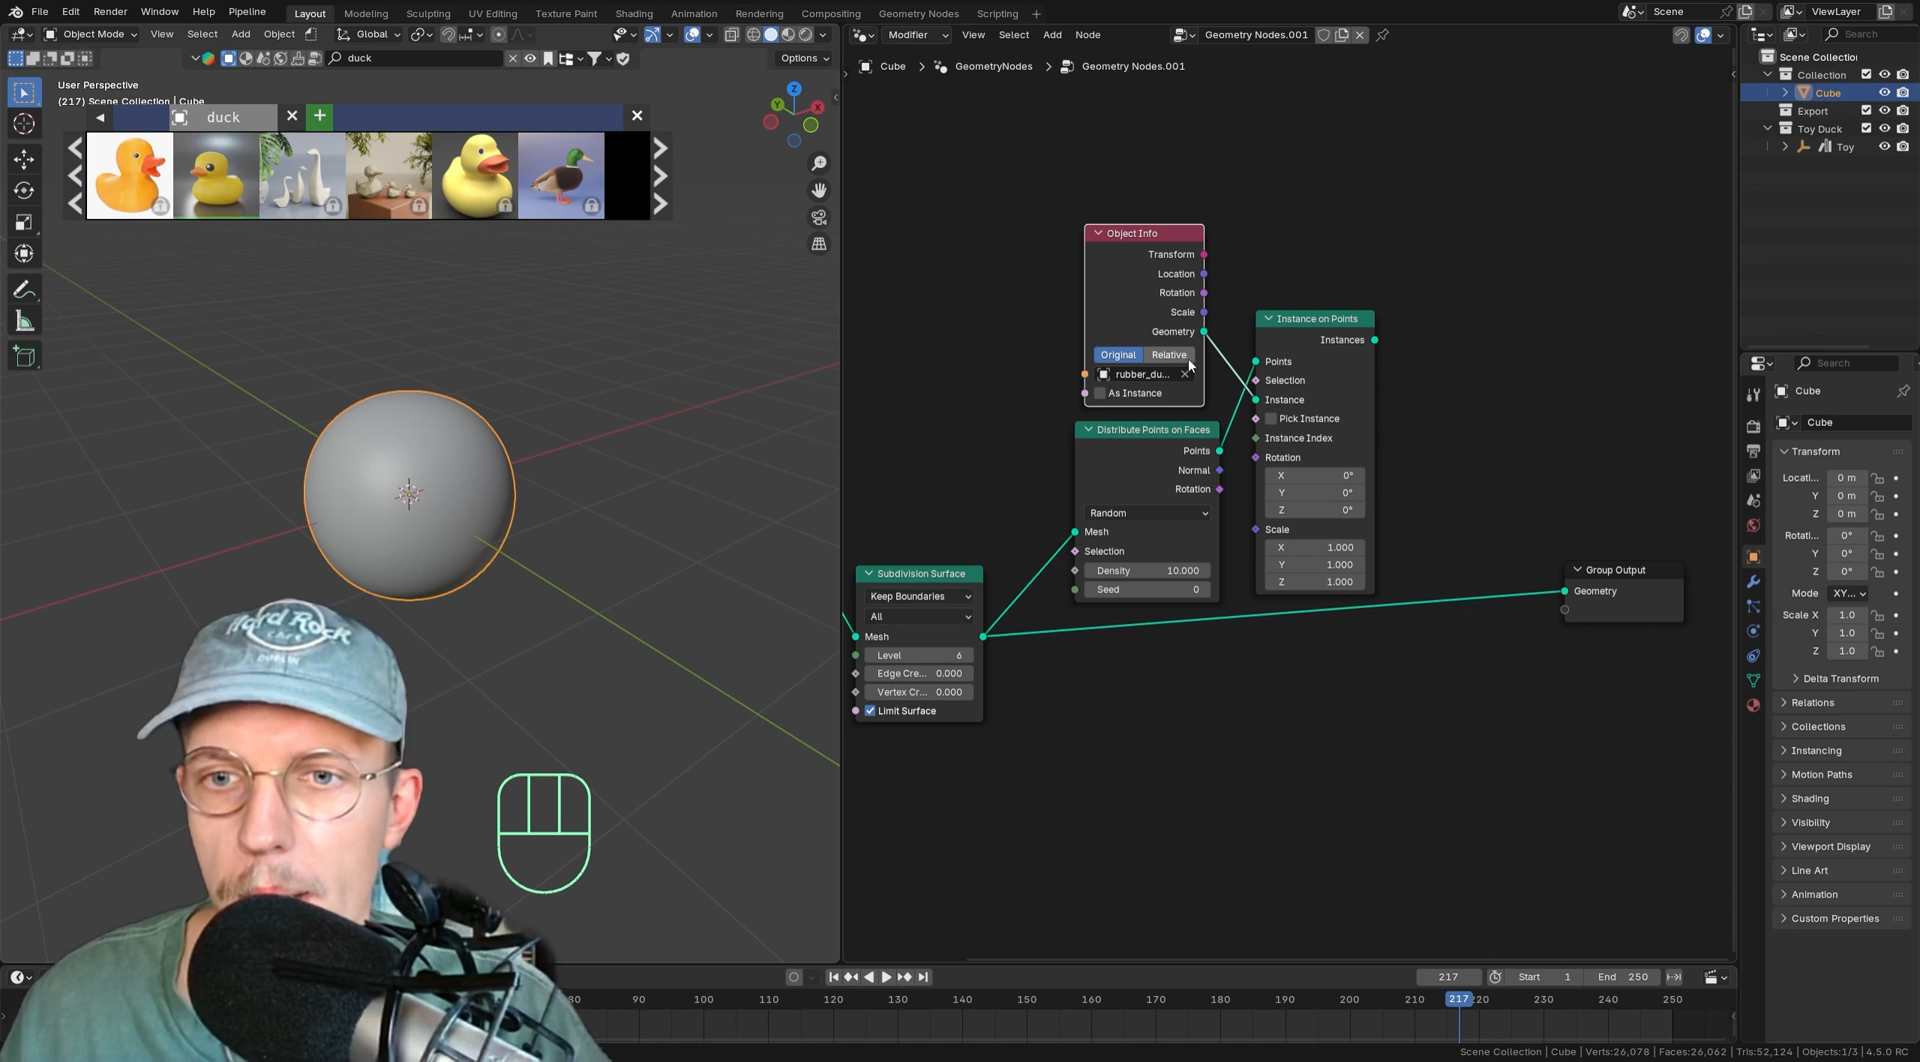 File Edit Render Window Help Pipeline Layout Modeling Sculpting UV Editing Texture Paint Shading Animation Rendering Compositing Geometry Nodes Scripting + Scene ViewLayer
Object Mode View Select Add Object Global
duck Options
User Perspective
(217) Scene Collection | Cube
duck
X
Y
Z
Modifier View Select Add Node Geometry Nodes.001
Cube > GeometryNodes > Geometry Nodes.001
Object Info
Transform
Location
Rotation
Scale
Geometry
Original Relative
rubber_du...
As Instance
Distribute Points on Faces
Points
Normal
Rotation
Random
Mesh
Selection
Density 10.000
Seed 0
Instance on Points
Instances
Points
Selection
Instance
Pick Instance
Instance Index
Rotation
X 0°
Y 0°
Z 0°
Scale
X 1.000
Y 1.000
Z 1.000
Subdivision Surface
Keep Boundaries
All
Mesh
Level 6
Edge Cre... 0.000
Vertex Cr... 0.000
Limit Surface
Group Output
Geometry
Search
Scene Collection
Collection
Cube
Export
Toy Duck
Toy
Search
Cube
Cube
Transform
Locati... 0 m
Y 0 m
Z 0 m
Rotati... 0°
Y 0°
Z 0°
Mode XY...
Scale X 1.0
Y 1.0
Z 1.0
Delta Transform
Relations
Collections
Instancing
Motion Paths
Shading
Visibility
Viewport Display
Line Art
Animation
Custom Properties
Hard Rock
CAFE
DUBLIN
217 Start 1 End 250
80 90 100 110 120 130 140 150 160 170 180 190 200 210 217 220 230 240 250
Scene Collection | Cube | Verts:26,078 | Faces:26,062 | Tris:52,124 | Objects:1/3 | 4.5.0 RC